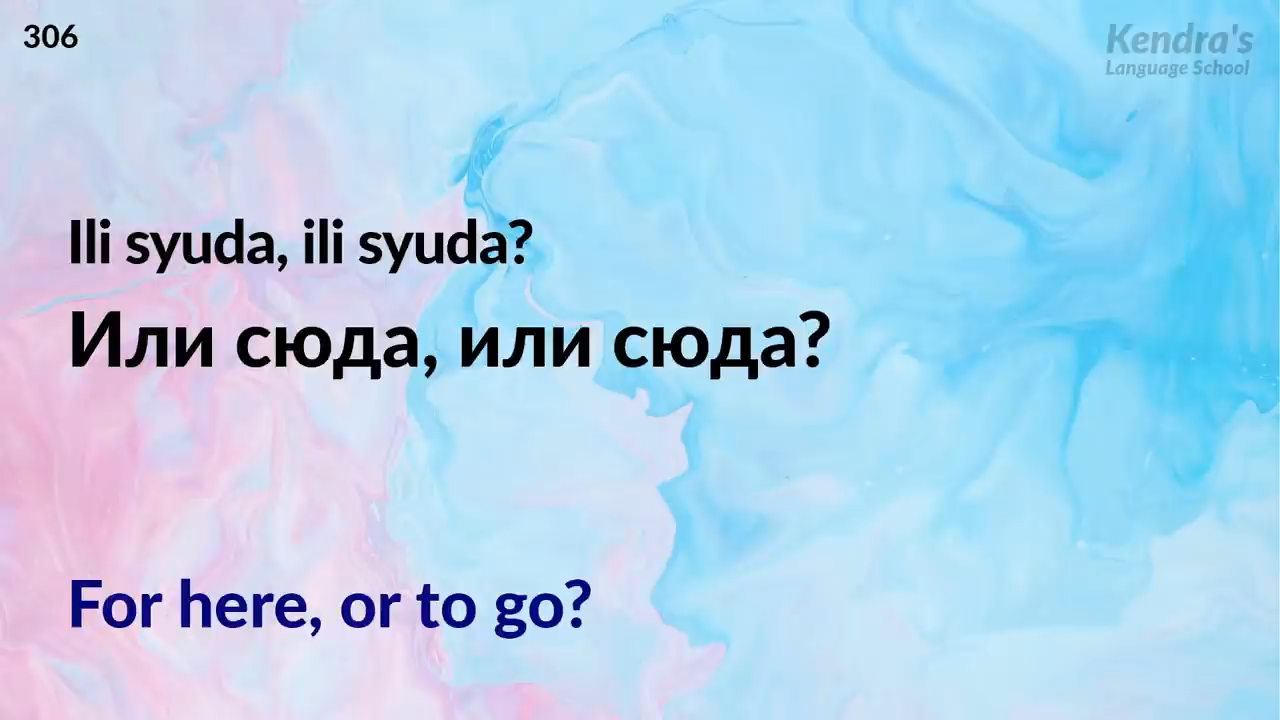 306
Kendra's
Language School
Ili syuda, ili syuda?
Или сюда, или сюда?
For here, or to go?